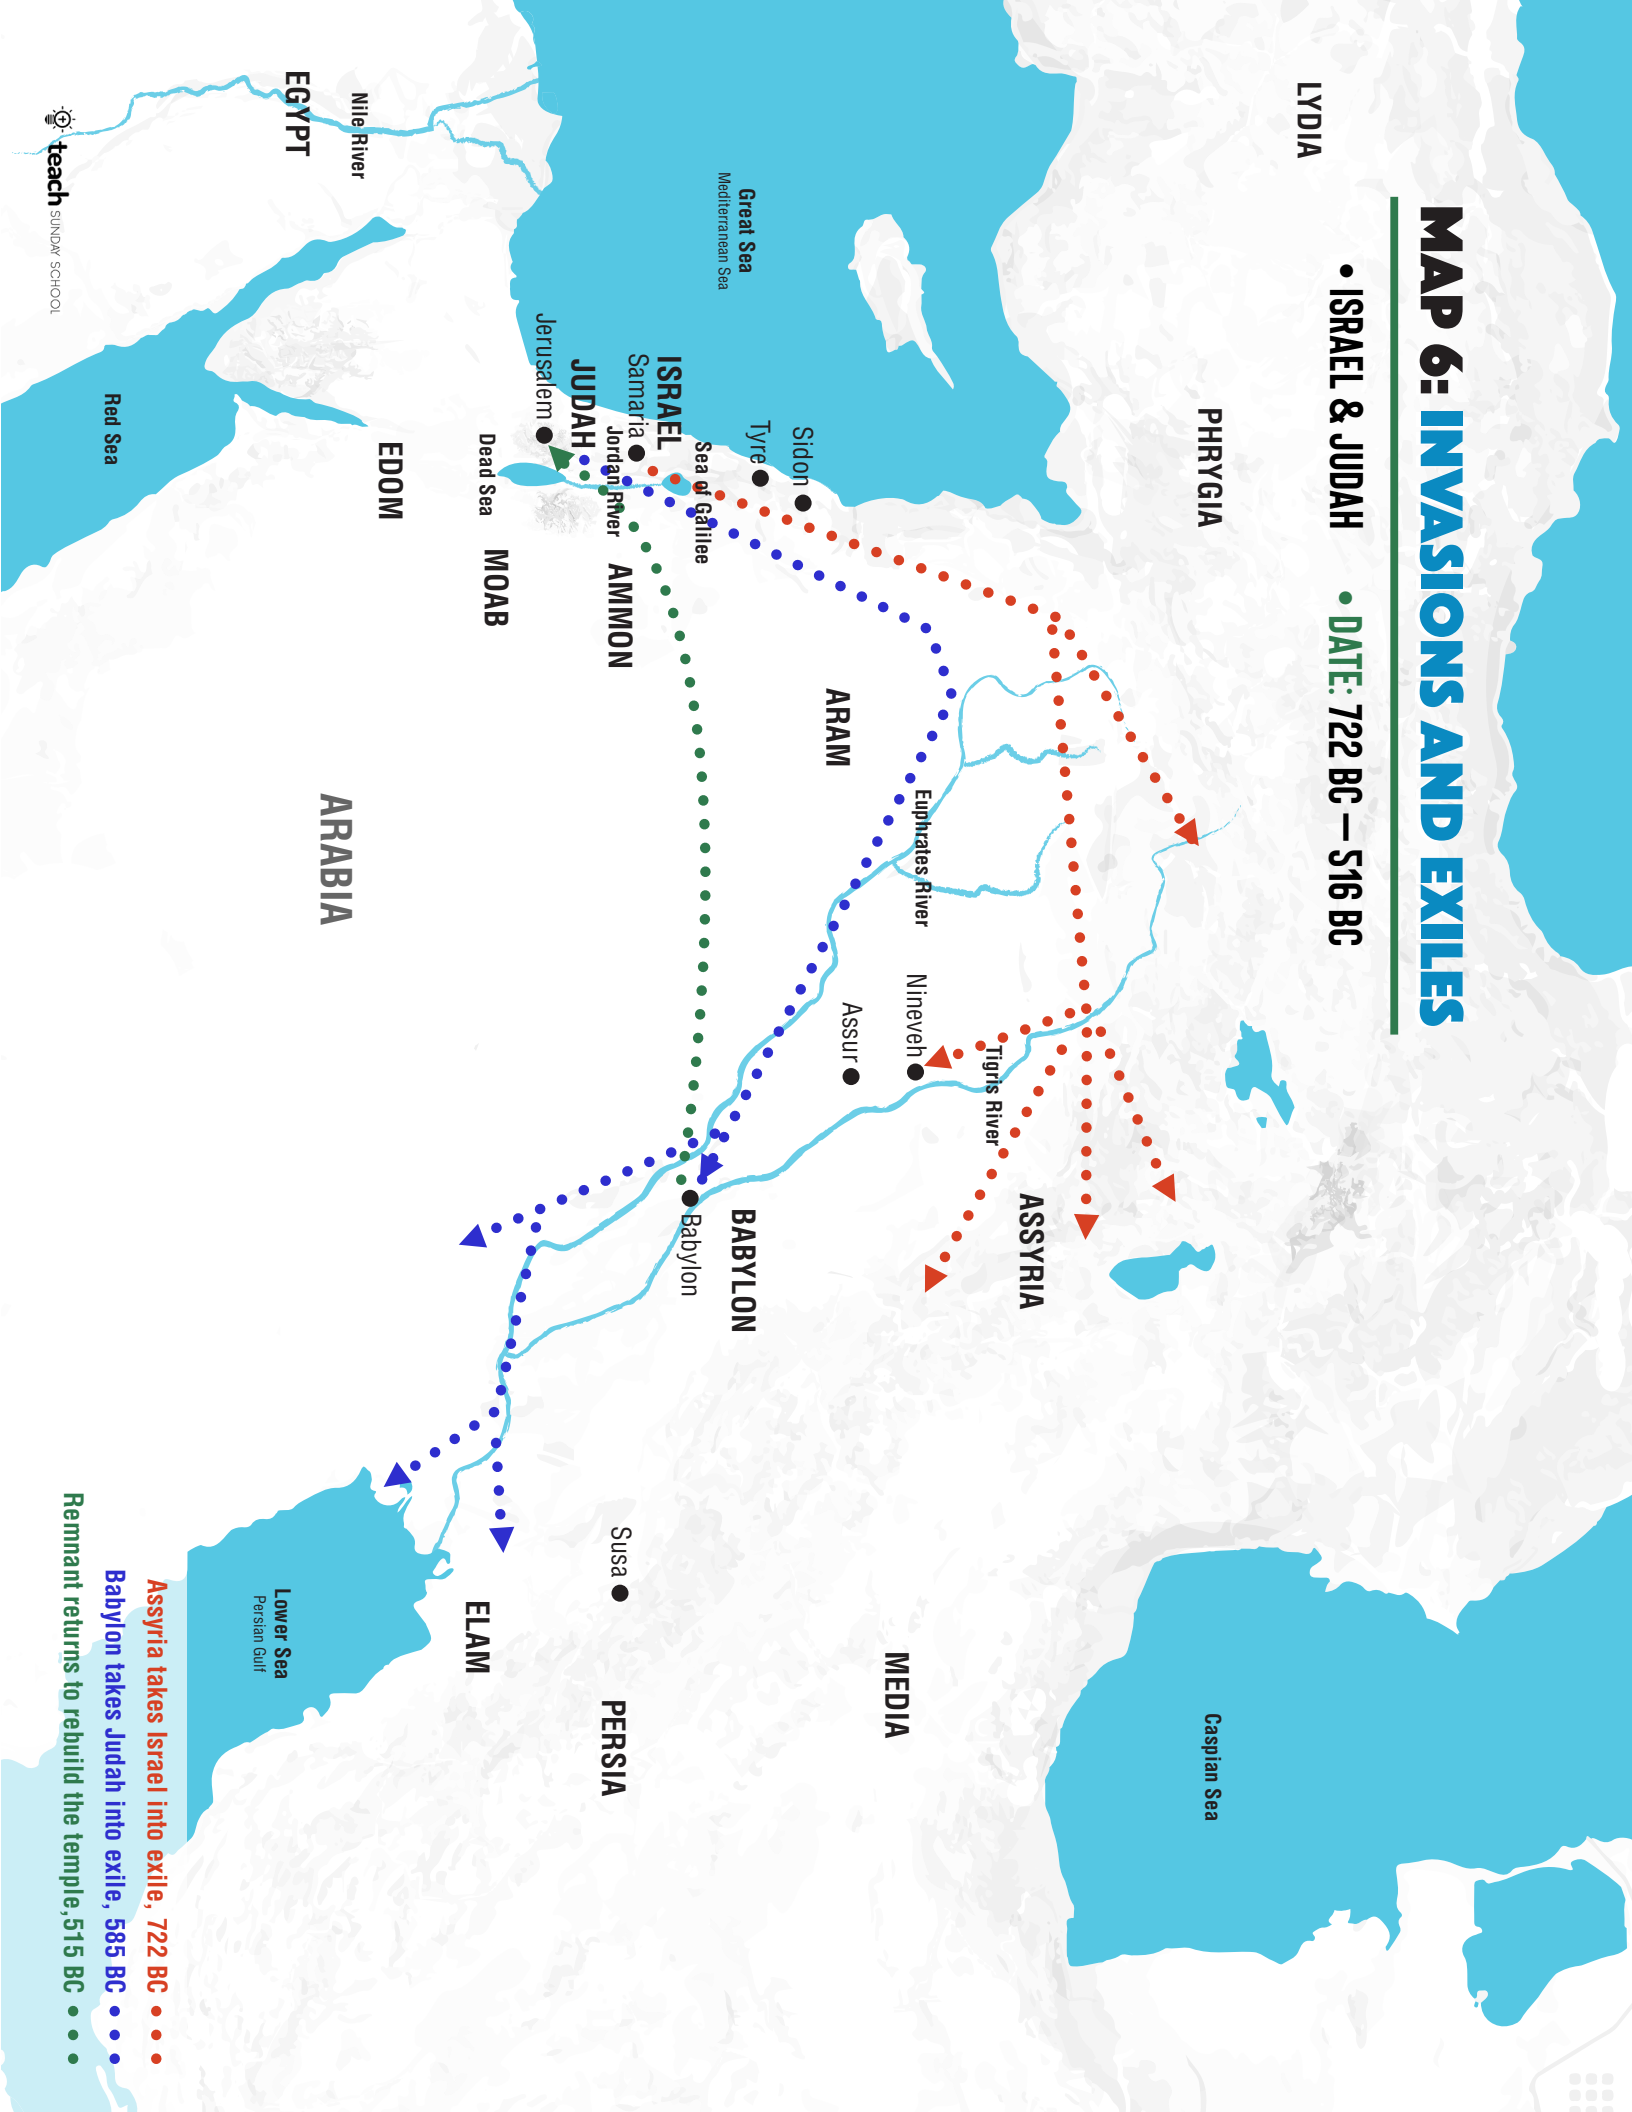 MAP 6: INVASIONS AND EXILES
• ISRAEL & JUDAH • DATE: 722 BC – 516 BC
LYDIA
PHRYGIA
Caspian Sea
Great Sea
Mediterranean Sea
Sidon
Tyre
Sea of Galilee
ISRAEL
Samaria
Jordan River
JUDAH
Jerusalem
AMMON
Dead Sea
MOAB
EDOM
ARAM
Euphrates River
Nineveh
Assur
Tigris River
ASSYRIA
MEDIA
BABYLON
Babylon
Susa
PERSIA
ELAM
ARABIA
Nile River
EGYPT
Red Sea
Lower Sea
Persian Gulf
Assyria takes Israel into exile, 722 BC
Babylon takes Judah into exile, 585 BC
Remnant returns to rebuild the temple,515 BC
teach SUNDAY SCHOOL